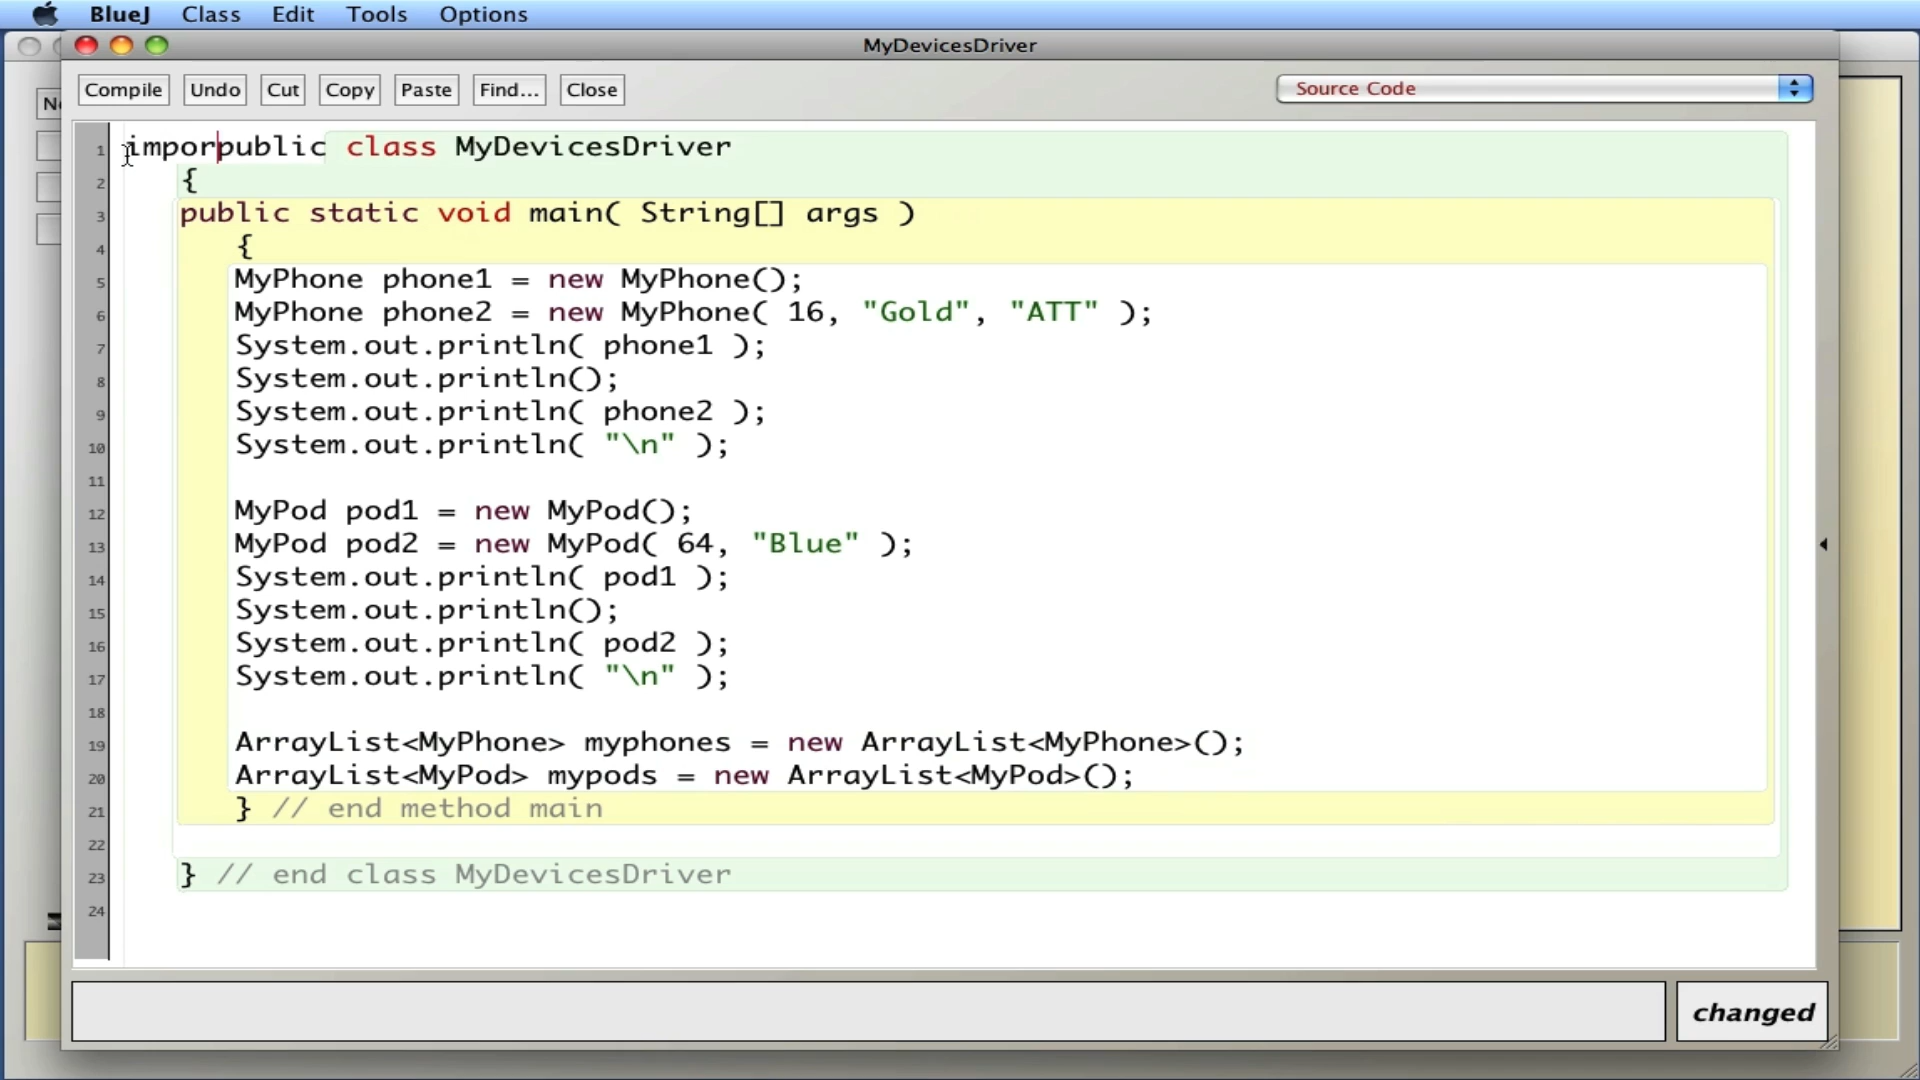 BlueJ Class Edit Tools Options
MyDevicesDriver
Compile Undo Cut Copy Paste Find... Close Source Code
1 imporpublic class MyDevicesDriver
2 {
3 public static void main( String[] args )
4 {
5 MyPhone phone1 = new MyPhone();
6 MyPhone phone2 = new MyPhone( 16, "Gold", "ATT" );
7 System.out.println( phone1 );
8 System.out.println();
9 System.out.println( phone2 );
10 System.out.println( "\n" );
11
12 MyPod pod1 = new MyPod();
13 MyPod pod2 = new MyPod( 64, "Blue" );
14 System.out.println( pod1 );
15 System.out.println();
16 System.out.println( pod2 );
17 System.out.println( "\n" );
18
19 ArrayList<MyPhone> myphones = new ArrayList<MyPhone>();
20 ArrayList<MyPod> mypods = new ArrayList<MyPod>();
21 } // end method main
22
23 } // end class MyDevicesDriver
24
changed